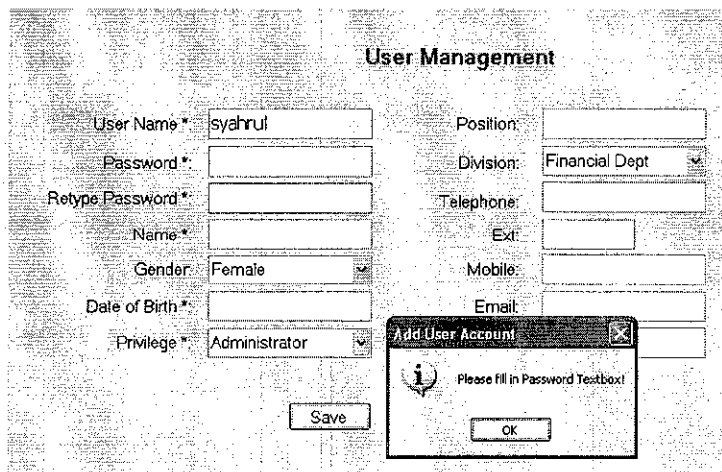 User Management
User Name * syahrul
Position:
Password *
Division: Financial Dept
Retype Password *
Telephone:
Name *
Ext:
Gender: Female
Mobile:
Date of Birth *
Email:
Privilege * Administrator
Add User Account
Please fill in Password Textbox!
OK
Save